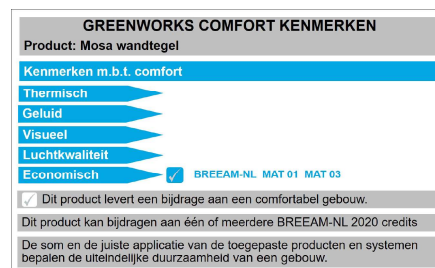 GREENWORKS COMFORT KENMERKEN
Product: Mosa wandtegel
Kenmerken m.b.t. comfort
Thermisch
Geluid
Visueel
Luchtkwaliteit
Economisch BREEAM-NL MAT 01 MAT 03
Dit product levert een bijdrage aan een comfortabel gebouw.
Dit product kan bijdragen aan één of meerdere BREEAM-NL 2020 credits
De som en de juiste applicatie van de toegepaste producten en systemen
bepalen de uiteindelijke duurzaamheid van een gebouw.